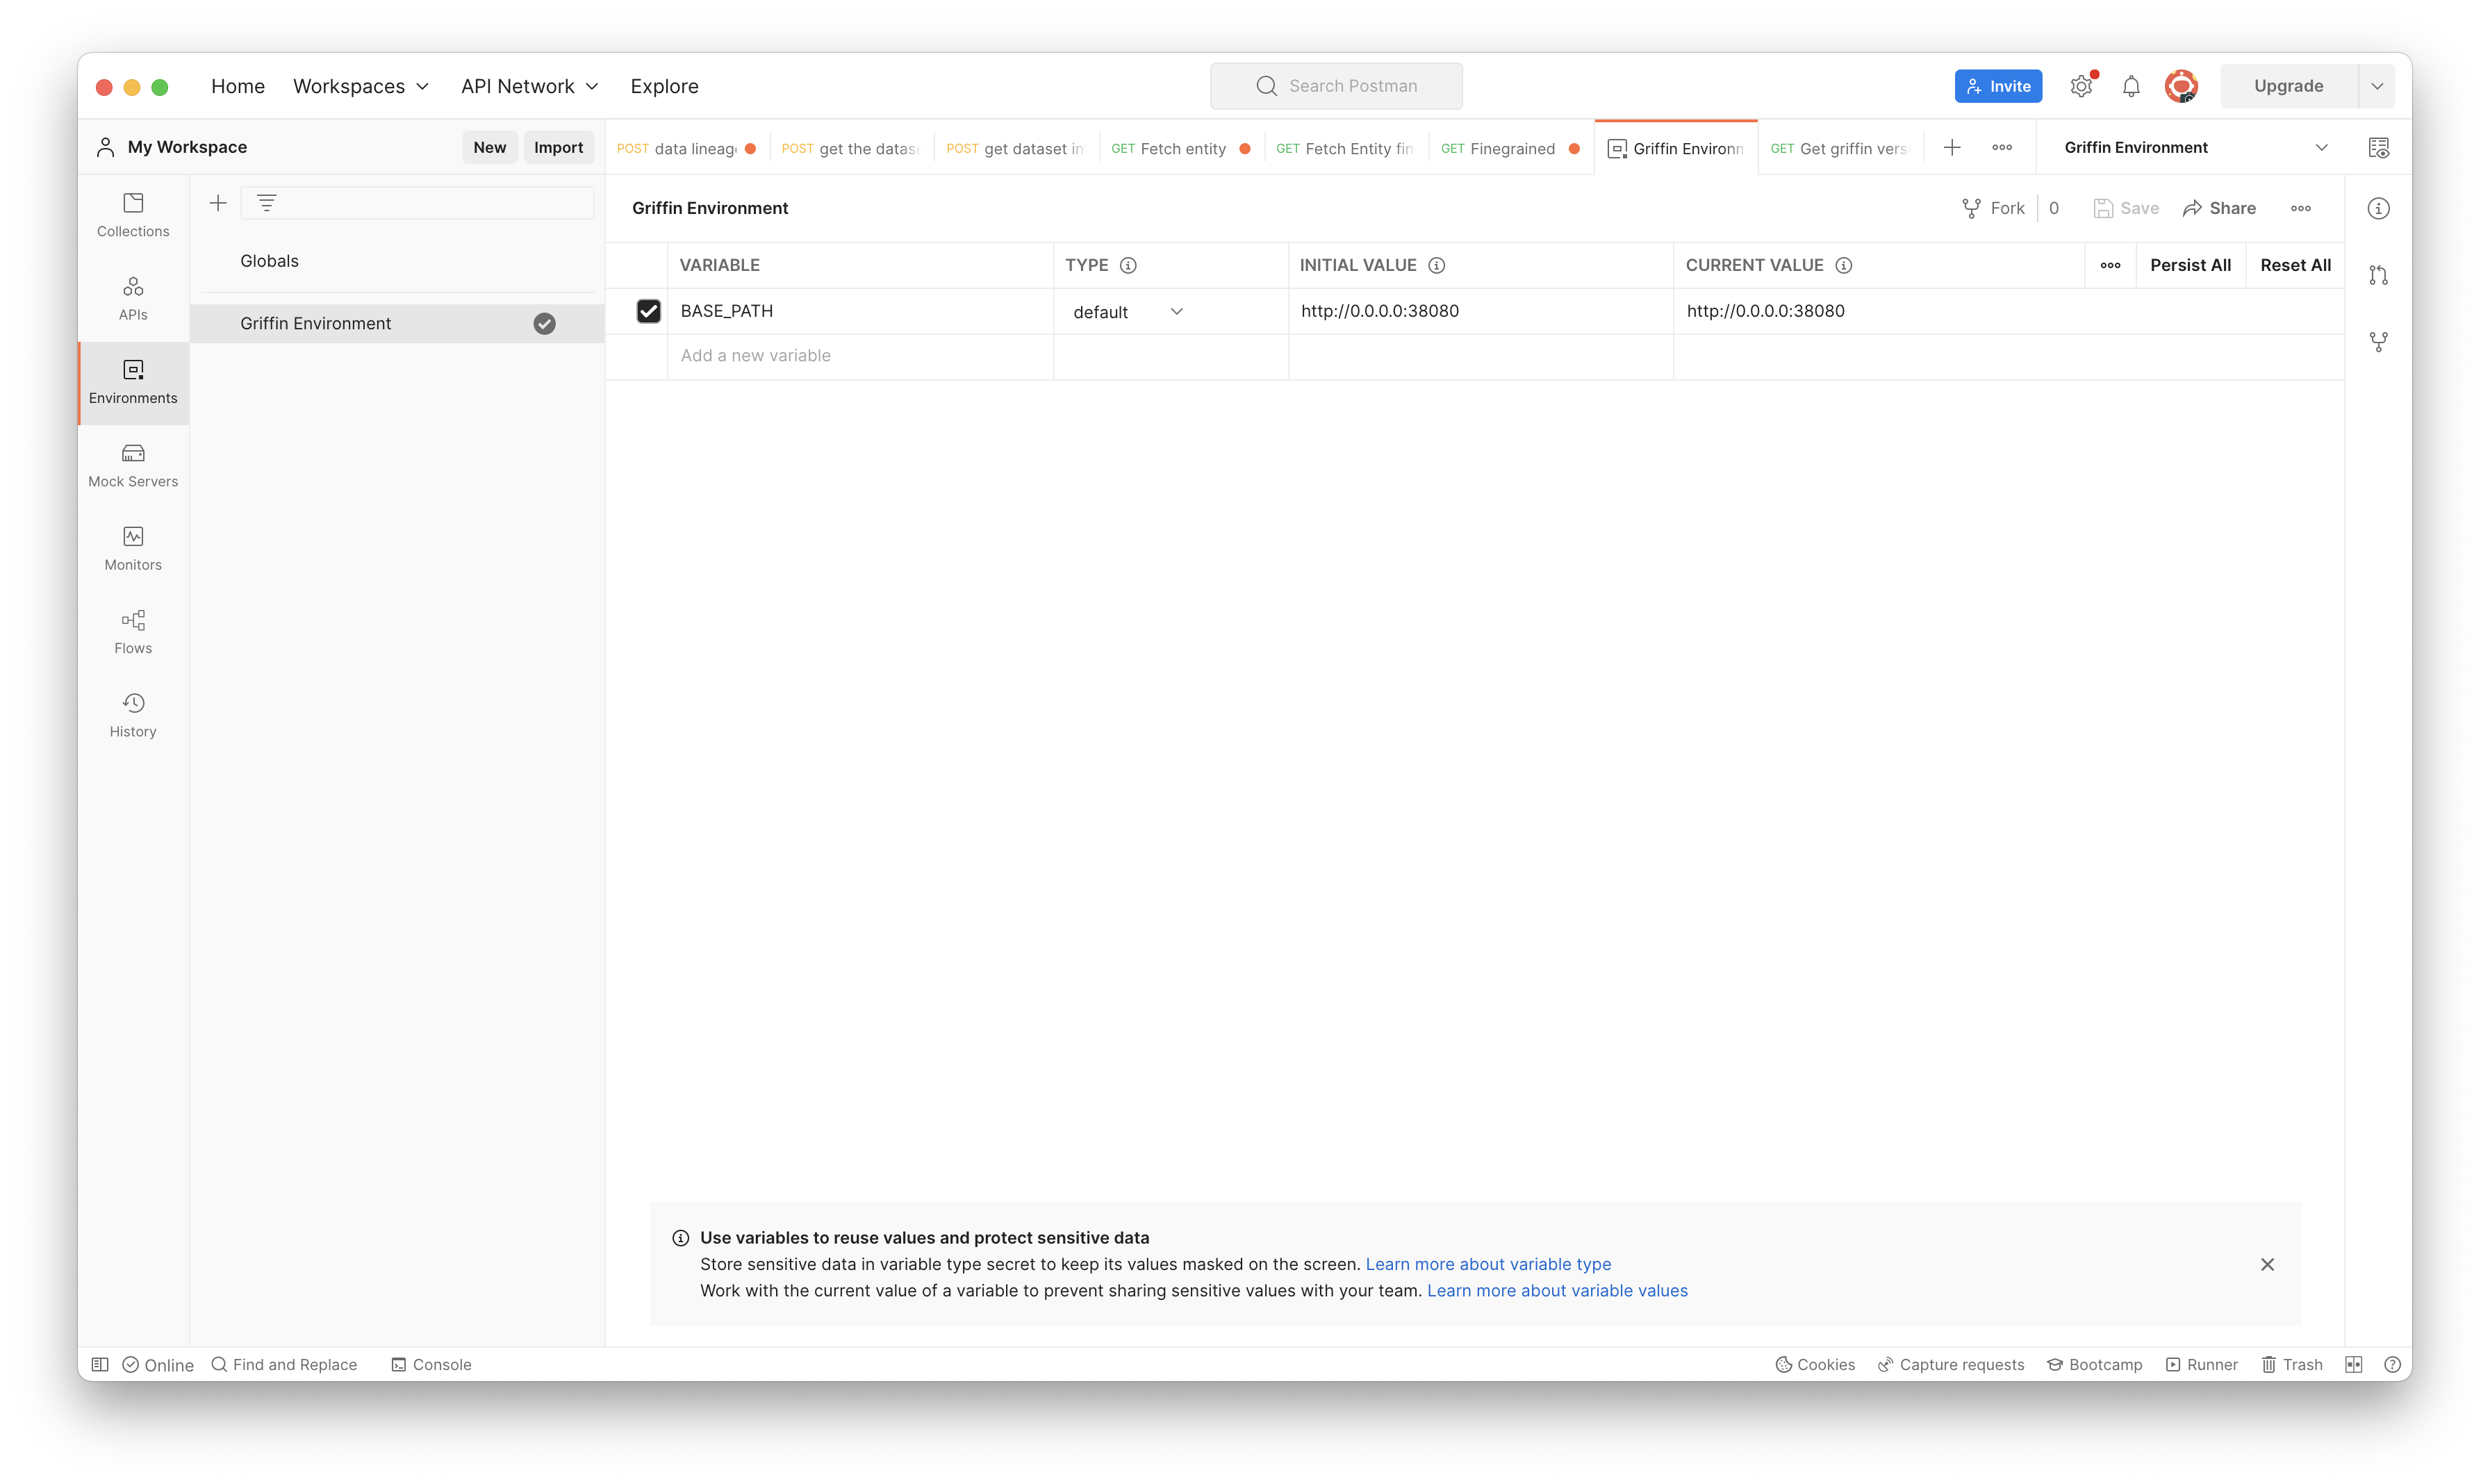 Home Workspaces API Network Explore Search Postman Invite Upgrade
My Workspace New Import POST data lineag POST get the datas POST get dataset in GET Fetch entity GET Fetch Entity fin GET Finegrained Griffin Environm GET Get griffin vers Griffin Environment
Collections
APIs
Environments
Mock Servers
Monitors
Flows
History
Globals
Griffin Environment
Griffin Environment Fork 0 Save Share
VARIABLE TYPE INITIAL VALUE CURRENT VALUE Persist All Reset All
BASE_PATH default http://0.0.0.0:38080 http://0.0.0.0:38080
Add a new variable
Use variables to reuse values and protect sensitive data
Store sensitive data in variable type secret to keep its values masked on the screen. Learn more about variable type
Work with the current value of a variable to prevent sharing sensitive values with your team. Learn more about variable values
Online Find and Replace Console Cookies Capture requests Bootcamp Runner Trash